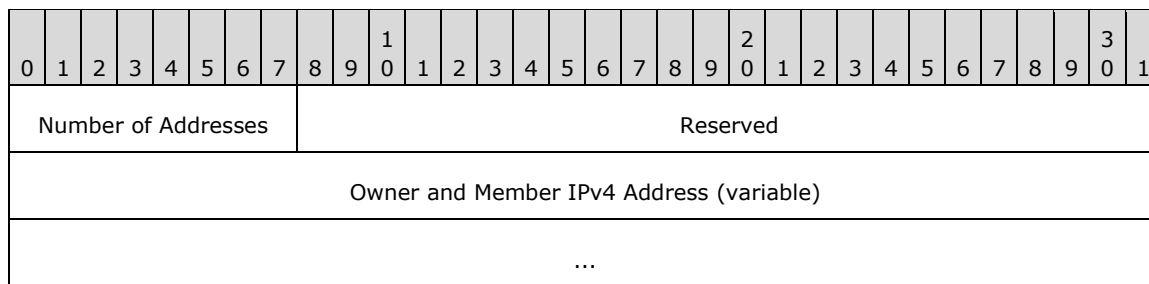 1 2 3
0 1 2 3 4 5 6 7 8 9 0 1 2 3 4 5 6 7 8 9 0 1 2 3 4 5 6 7 8 9 0 1
Number of Addresses Reserved
Owner and Member IPv4 Address (variable)
...